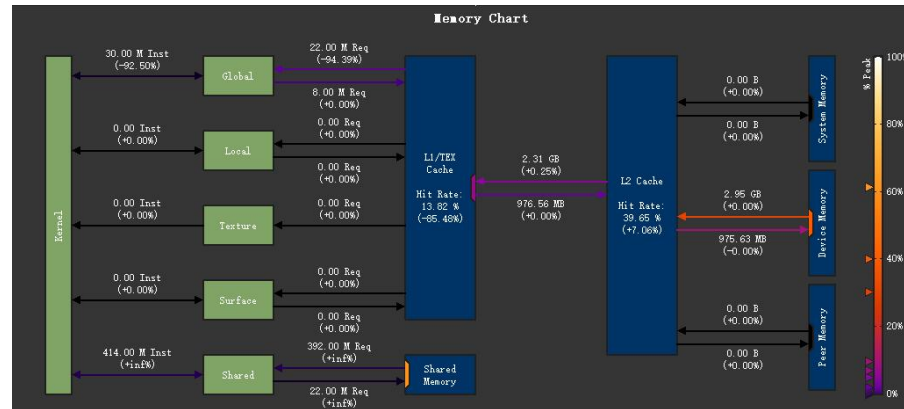 Memory Chart
Kernel
30.00 M Inst
(-92.50%)
Global
22.00 M Req
(-94.39%)
8.00 M Req
(+0.00%)
0.00 Inst
(+0.00%)
Local
0.00 Req
(+0.00%)
0.00 Req
(+0.00%)
0.00 Inst
(+0.00%)
Texture
0.00 Req
(+0.00%)
0.00 Inst
(+0.00%)
Surface
0.00 Req
(+0.00%)
0.00 Req
(+0.00%)
414.00 M Inst
(+inf%)
Shared
392.00 M Req
(+inf%)
22.00 M Req
(+inf%)
L1/TEX
Cache
Hit Rate:
13.82 %
(-85.48%)
Shared
Memory
2.31 GB
(+0.25%)
976.56 MB
(+0.00%)
L2 Cache
Hit Rate:
39.65 %
(+7.06%)
0.00 B
(+0.00%)
0.00 B
(+0.00%)
System Memory
2.95 GB
(+0.00%)
975.63 MB
(-0.00%)
Device Memory
0.00 B
(+0.00%)
0.00 B
(+0.00%)
Peer Memory
% Peak
100%
80%
60%
40%
20%
0%